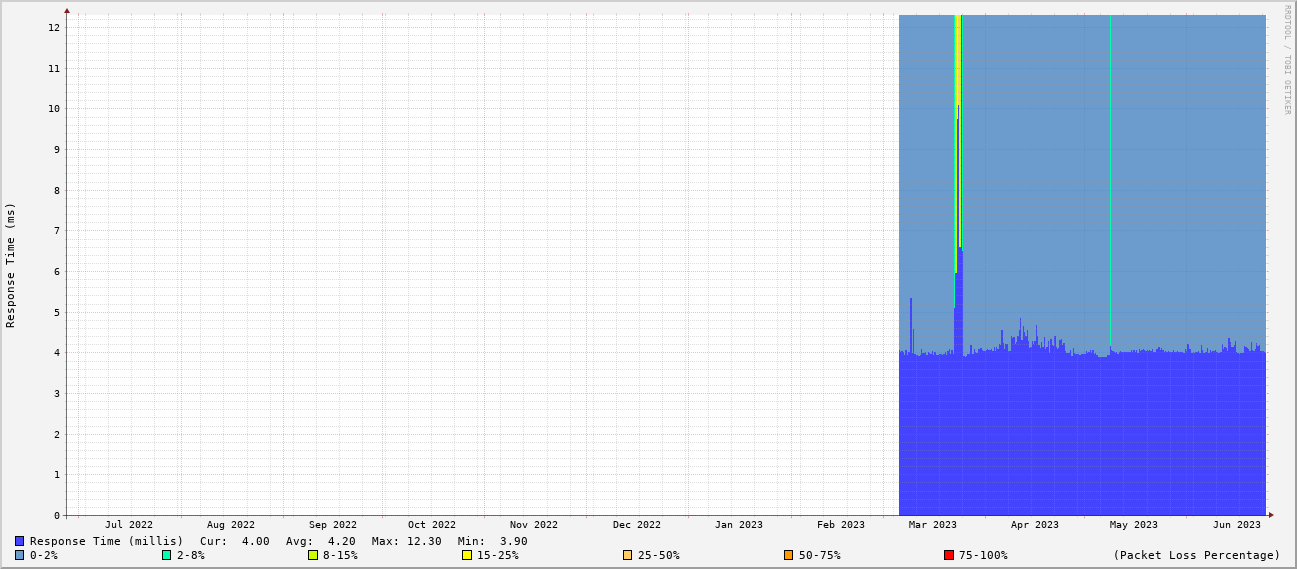 RRDTOOL / TOBI OETIKER
Response Time (ms)
12
11
10
9
8
7
6
5
4
3
2
1
0
Jul 2022 Aug 2022 Sep 2022 Oct 2022 Nov 2022 Dec 2022 Jan 2023 Feb 2023 Mar 2023 Apr 2023 May 2023 Jun 2023
Response Time (millis) Cur: 4.00 Avg: 4.20 Max: 12.30 Min: 3.90
0-2% 2-8% 8-15% 15-25% 25-50% 50-75% 75-100% (Packet Loss Percentage)